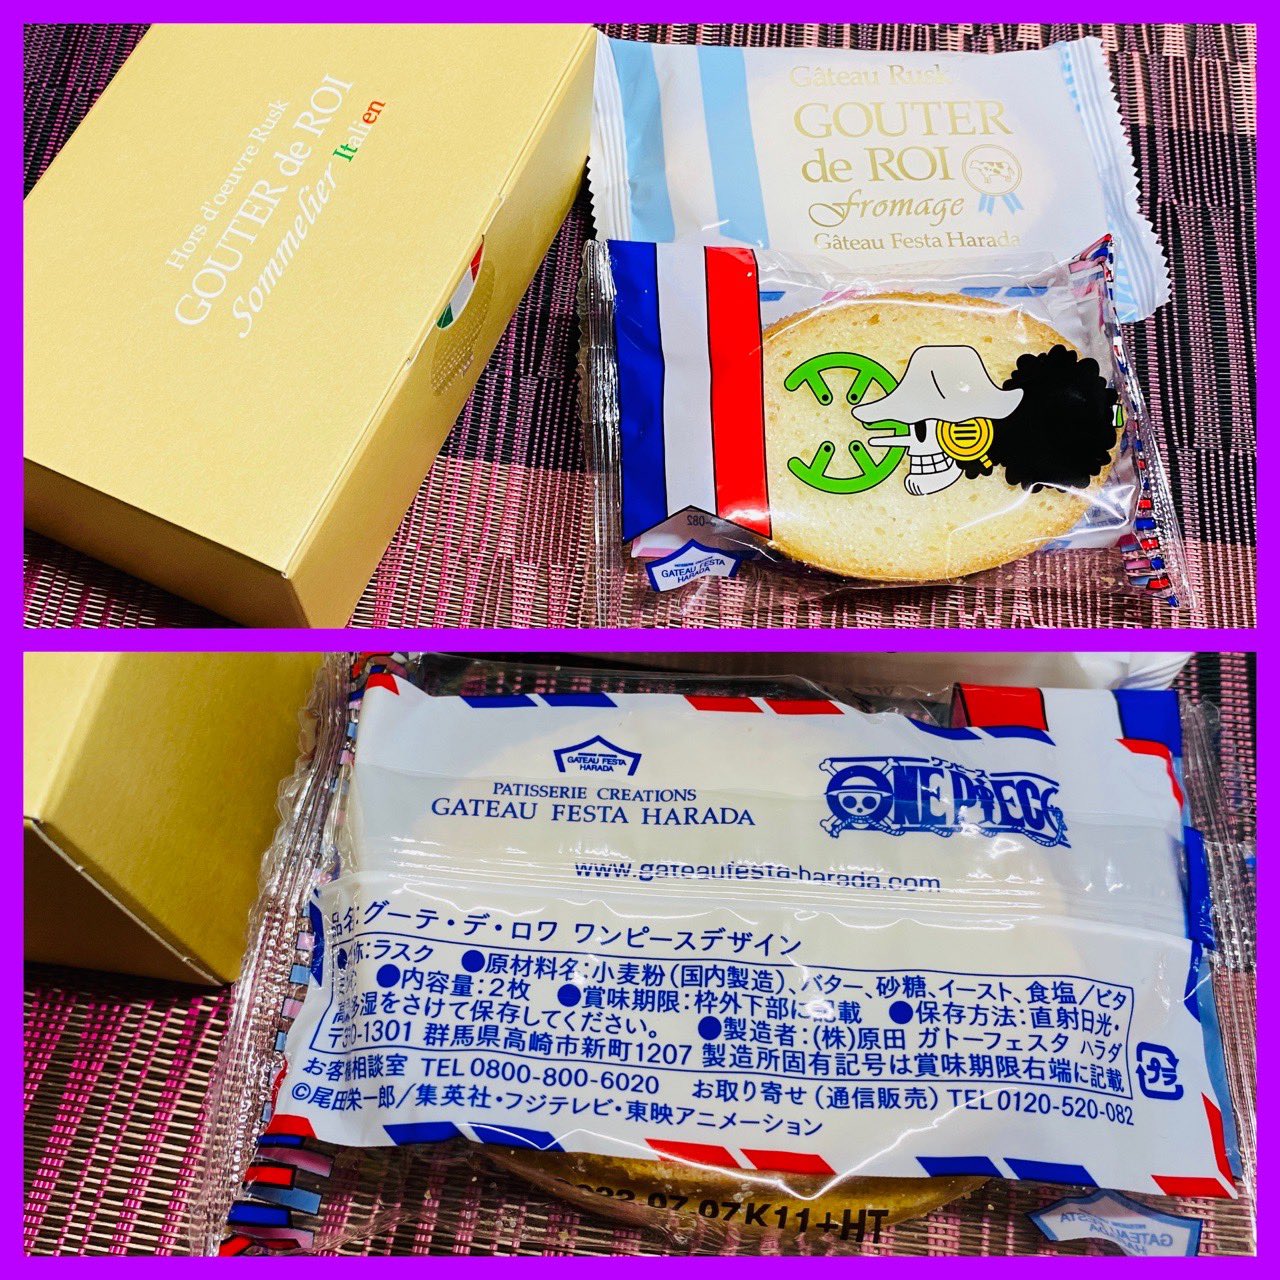 Hors d'oeuvre Rusk
GOUTER de ROI
Sommelier Italien
Gâteau Rusk
GOUTER
de ROI
Fromage
Gâteau Festa Harada
GATEAU FESTA
HARADA
GATEAU FESTA
HARADA
PATISSERIE CREATIONS
GATEAU FESTA HARADA
ワンピース
ONE PIECE
www.gateaufesta-harada.com
品名:グーテ・デ・ロワ ワンピースデザイン
称:ラスク ●原材料名:小麦粉(国内製造)、バター、砂糖、イースト、食塩/ビタ
●内容量:2枚 ●賞味期限:枠外下部に記載 ●保存方法:直射日光・
高 多湿をさけて保存してください。 ●製造者:(株)原田 ガトーフェスタ ハラダ
〒370-1301 群馬県高崎市新町1207 製造所固有記号は賞味期限右端に記載
お客様相談室 TEL 0800-800-6020 お取り寄せ(通信販売) TEL 0120-520-082
©尾田栄一郎/集英社・フジテレビ・東映アニメーション
プラ
07.07 K11+HT